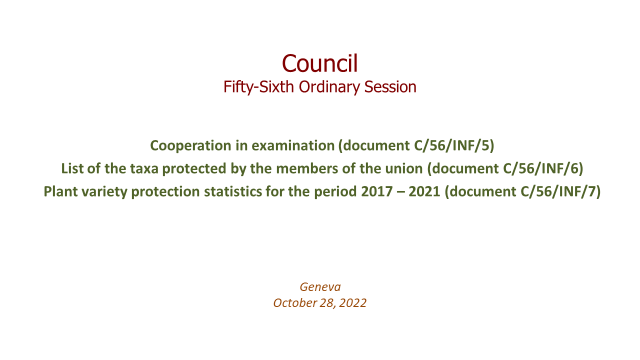 Council
Fifty-Sixth Ordinary Session
Cooperation in examination (document C/56/INF/5)
List of the taxa protected by the members of the union (document C/56/INF/6)
Plant variety protection statistics for the period 2017 – 2021 (document C/56/INF/7)
Geneva
October 28, 2022